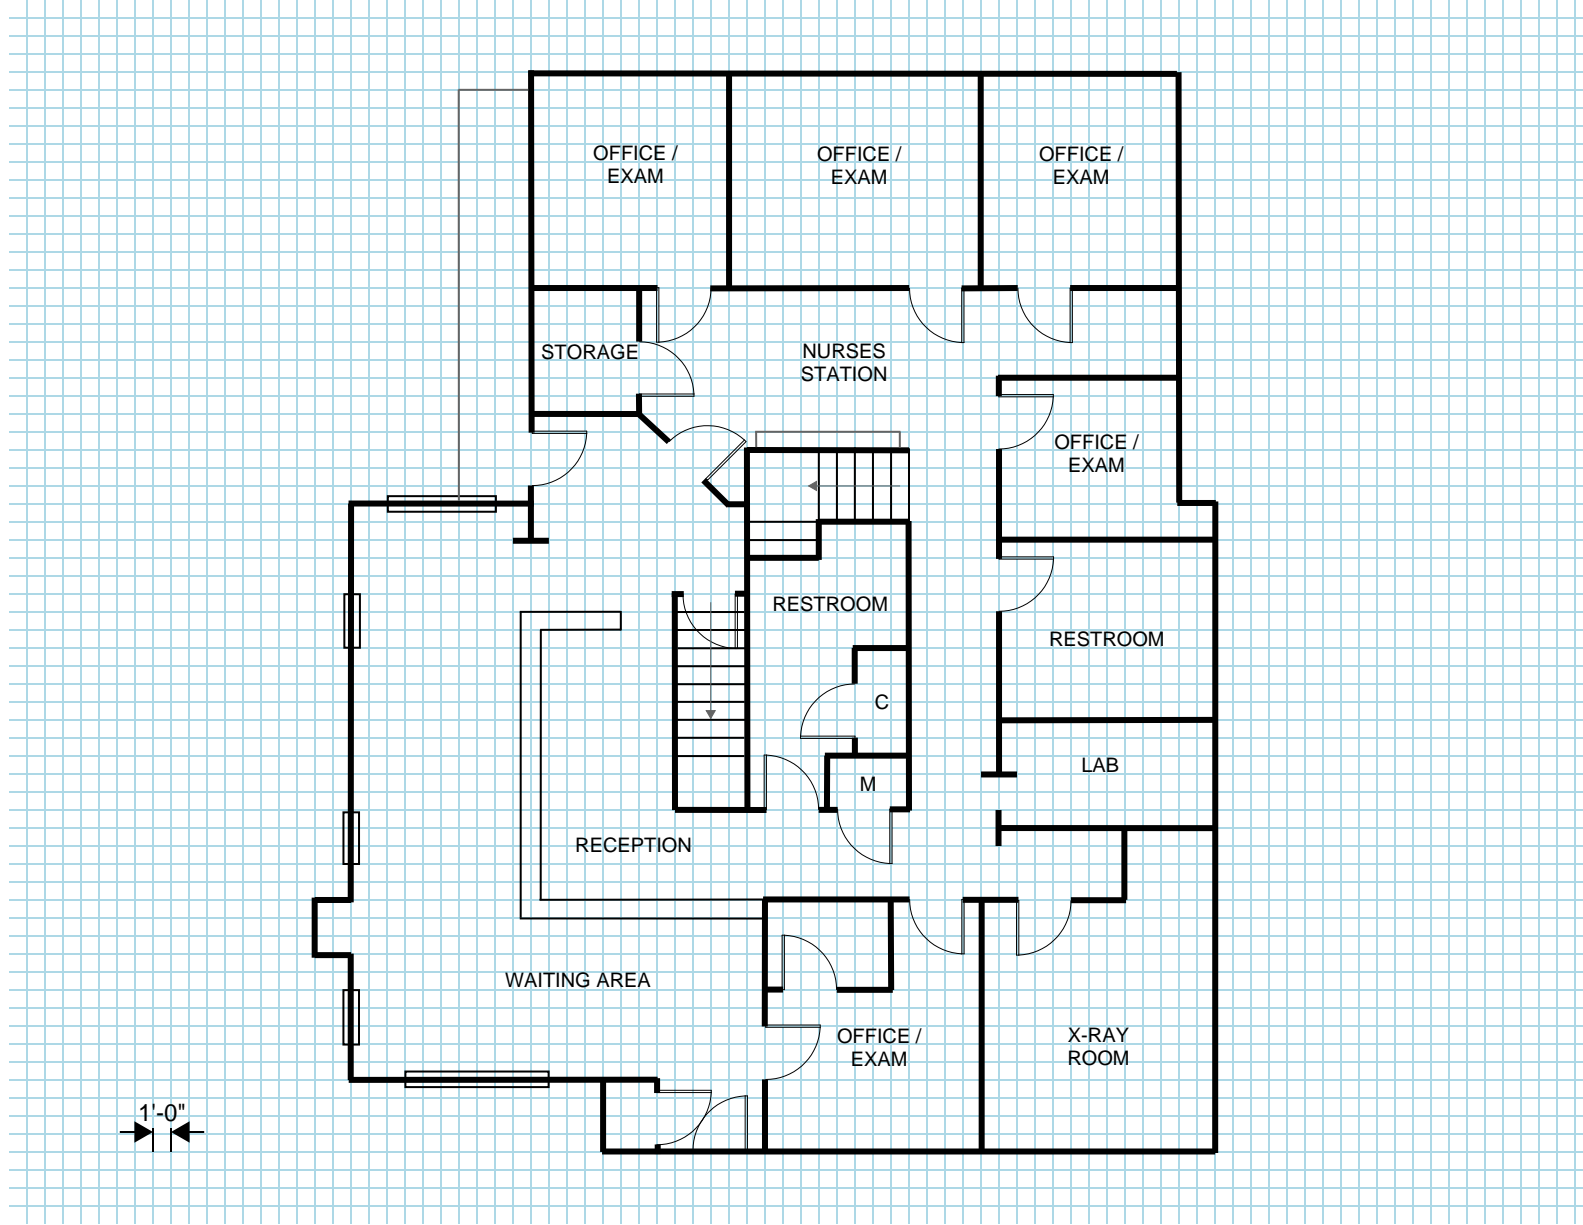 OFFICE /
EXAM
OFFICE /
EXAM
OFFICE /
EXAM
STORAGE
NURSES
STATION
OFFICE /
EXAM
RESTROOM
RESTROOM
C
LAB
M
RECEPTION
WAITING AREA
OFFICE /
EXAM
X-RAY
ROOM
1'-0"